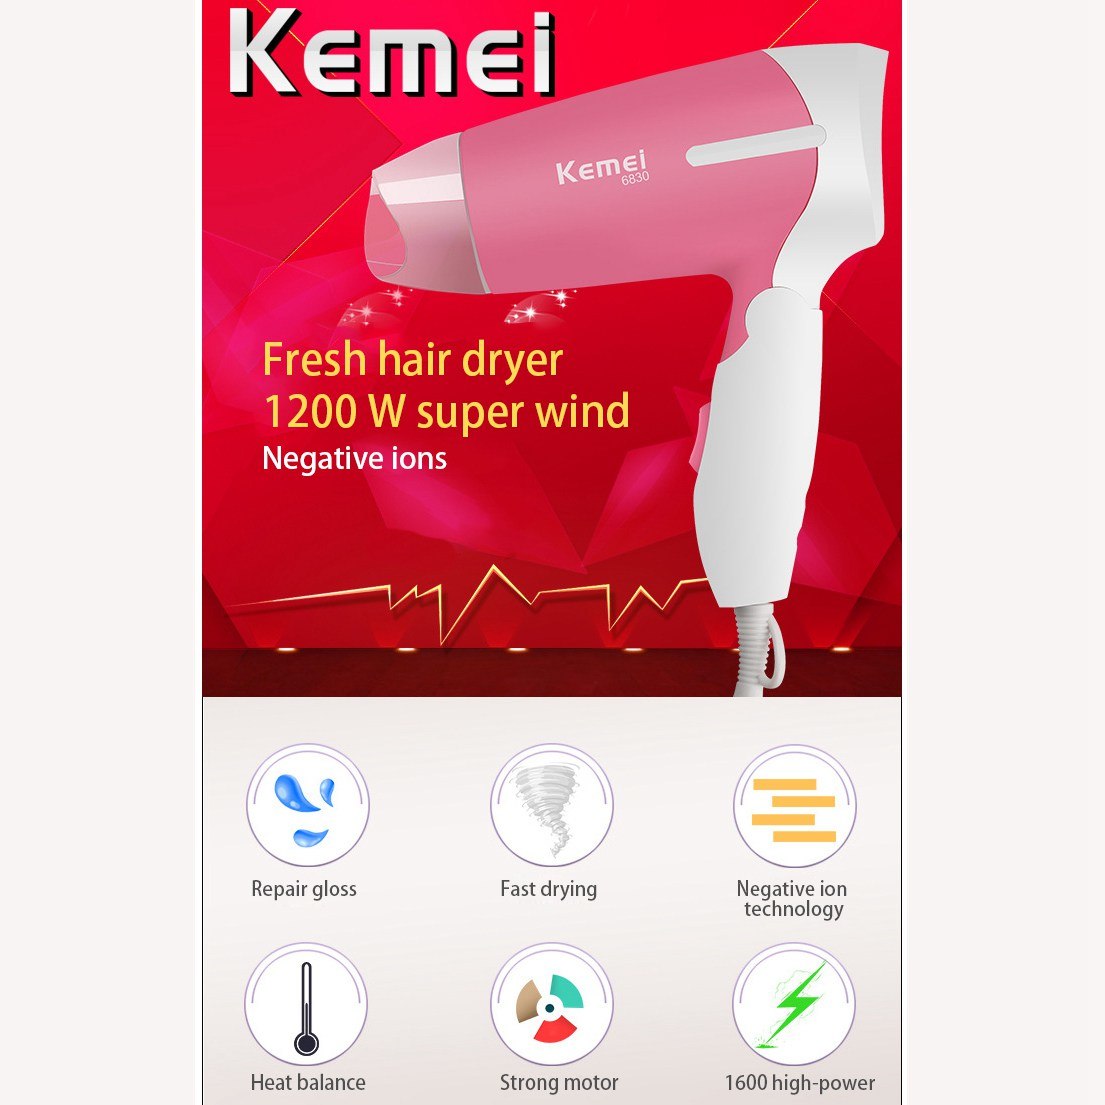 Kemei
Kemei
6830
Fresh hair dryer
1200 W super wind
Negative ions
Repair gloss
Fast drying
Negative ion
technology
Heat balance
Strong motor
1600 high-power